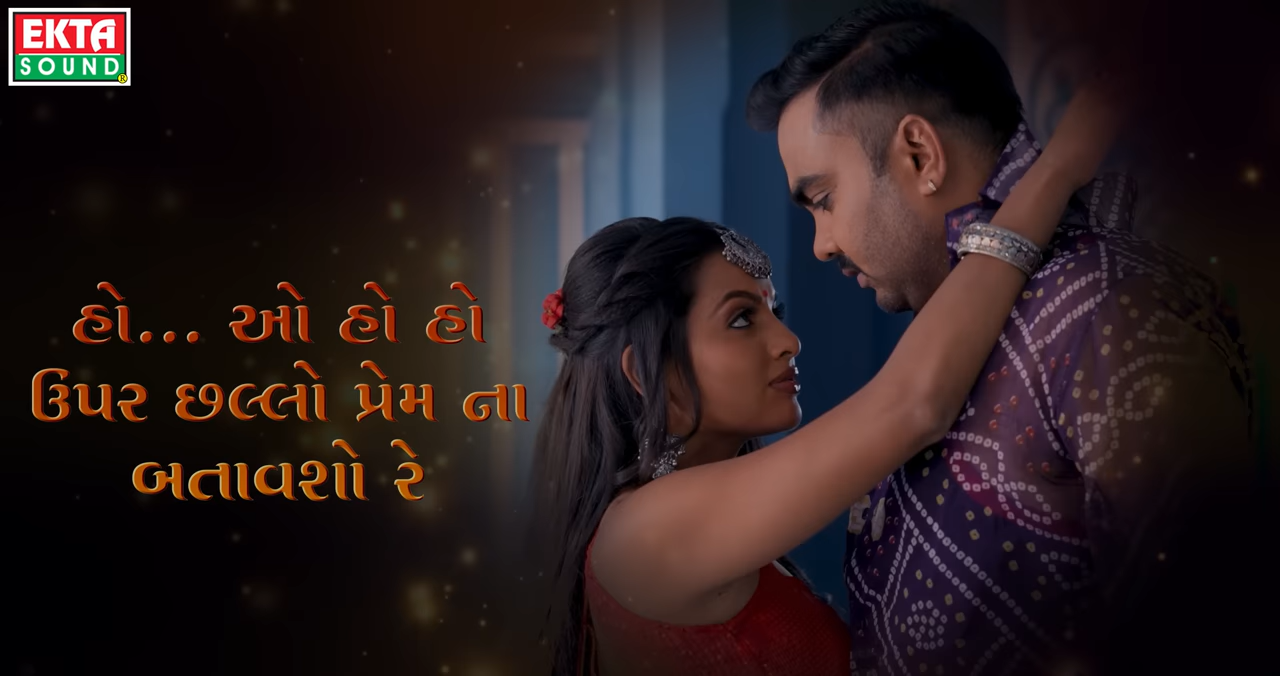 EKTA
SOUND
હો... ઓ હો હો
ઉપર છલ્લો પ્રેમ ના
બતાવશો રે